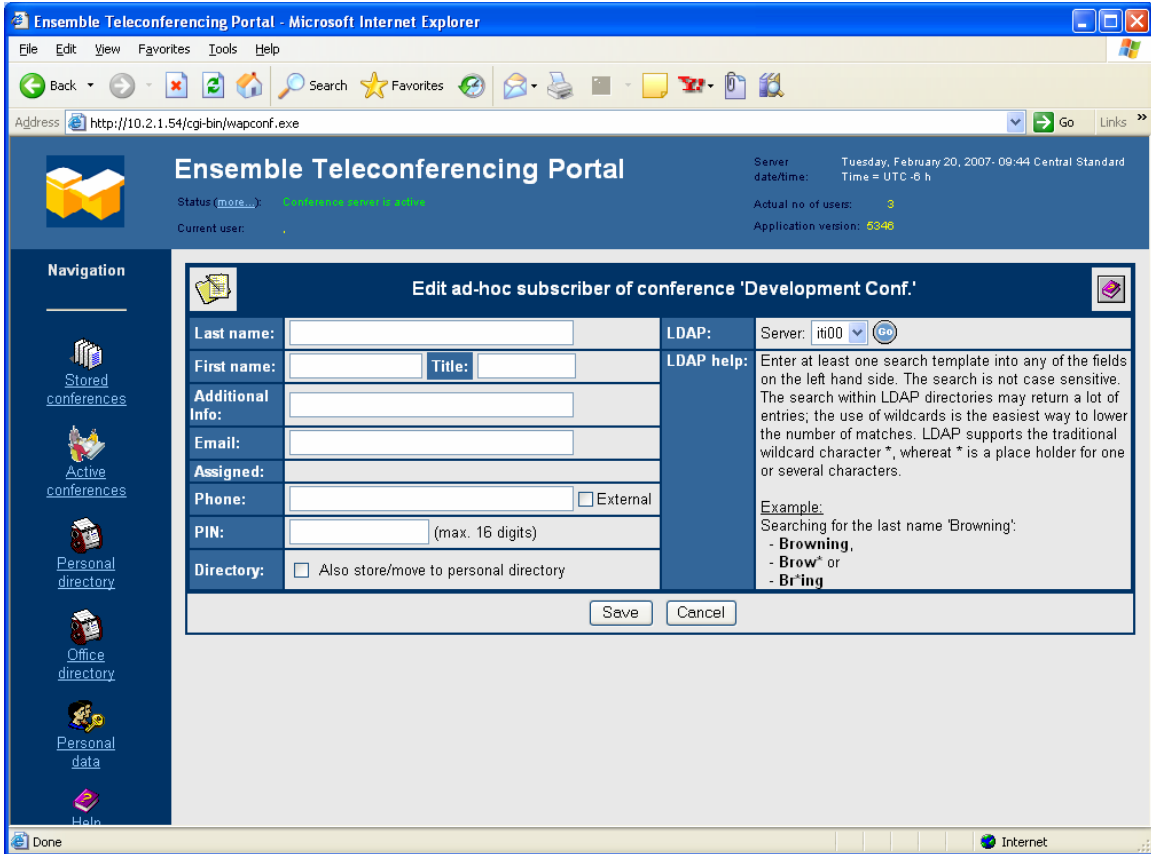 Ensemble Teleconferencing Portal - Microsoft Internet Explorer
File Edit View Favorites Tools Help
Back Search Favorites
Address http://10.2.1.54/cgi-bin/wapconf.exe Go Links »
Ensemble Teleconferencing Portal
Status (more...): Conference server is active
Current user: ,
Server date/time: Tuesday, February 20, 2007- 09:44 Central Standard
Time = UTC -6 h
Actual no of users: 3
Application version: 5346
Navigation
Stored
conferences
Active
conferences
Personal
directory
Office
directory
Personal
data
Help
Edit ad-hoc subscriber of conference 'Development Conf.'
Last name:
First name: Title:
Additional
Info:
Email:
Assigned:
Phone: External
PIN: (max. 16 digits)
Directory: Also store/move to personal directory
LDAP: Server: iti00 Go
LDAP help: Enter at least one search template into any of the fields
on the left hand side. The search is not case sensitive.
The search within LDAP directories may return a lot of
entries; the use of wildcards is the easiest way to lower
the number of matches. LDAP supports the traditional
wildcard character *, whereat * is a place holder for one
or several characters.
Example:
Searching for the last name 'Browning':
- Browning,
- Brow* or
- Br*ing
Save Cancel
Done Internet